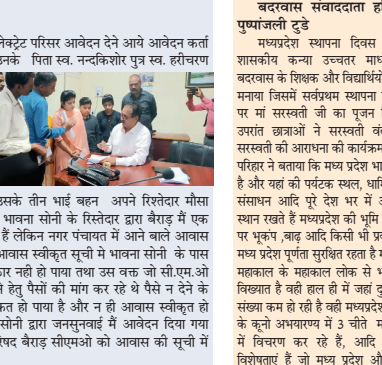 नेक्ट्रेट परिसर आवेदन देने आये आवेदन कर्ता
उनके पिता स्व. नन्दकिशोर पुत्र स्व. हरीचरण
उसके तीन भाई बहन अपने रिश्तेदार मौसा
भावना सोनी के रिस्तेदार द्वारा बैराड़ मैं एक
हैं लेकिन नगर पंचायत में आने बाले आवास
आवास स्वीकृत सूची मे भावना सोनी के पास
कार नही हो पाया तथा उस वक्त जो सी.एम.ओ
ने हेतु पैसों की मांग कर रहे थे पैसे न देने के
कत हो पाया है और न ही आवास स्वीकृत हो
सोनी द्वारा जनसुनवाई मैं आवेदन दिया गया
रेषद बैराड़ सीएमओ को आवास की सूची में
बदरवास संवाददाता
पुष्पांजली टुडे
मध्यप्रदेश स्थापना दिवस
शासकीय कन्या उच्चतर माध
बदरवास के शिक्षक और विद्यार्थियों
मनाया जिसमें सर्वप्रथम स्थापना
पर मां सरस्वती जी का पूजन
उपरांत छात्राओं ने सरस्वती वं
सरस्वती की आराधना की कार्यक्रम
परिहार ने बताया कि मध्य प्रदेश भा
है और यहां की पर्यटक स्थल, धार्मि
संसाधन आदि पूरे देश भर में अ
स्थान रखते हैं मध्यप्रदेश की भूमि
पर भूकंप ,बाढ़ आदि किसी भी प्र
मध्य प्रदेश पूर्णता सुरक्षित रहता है म
महाकाल के महाकाल लोक से भ
विख्यात है वही हाल ही में जहां दु
संख्या कम हो रही है वही मध्यप्रदेश
के कूनो अभयारण्य में 3 चीते म
में विचरण कर रहे हैं, आदि
विशेषताएं हैं जो मध्य प्रदेश औ